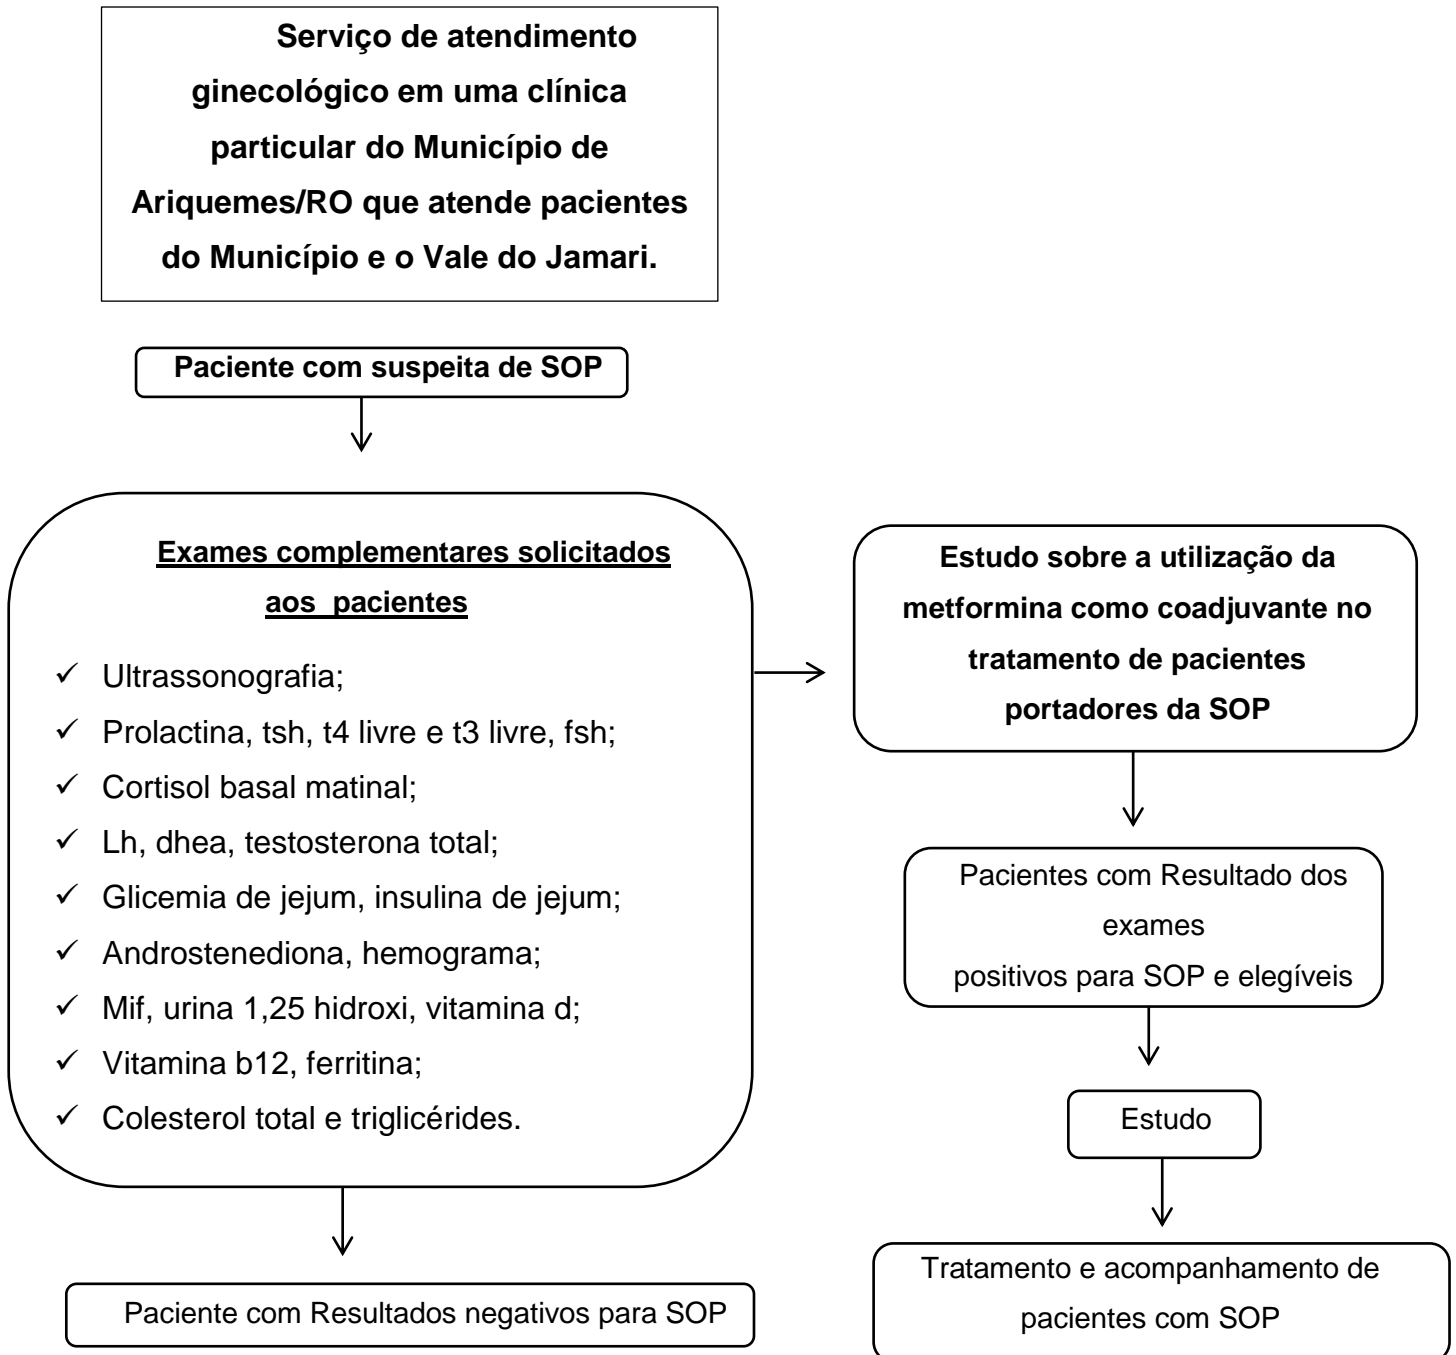 Serviço de atendimento
ginecológico em uma clínica
particular do Município de
Ariquemes/RO que atende pacientes
do Município e o Vale do Jamari.
Paciente com suspeita de SOP
Exames complementares solicitados
aos pacientes
✓ Ultrassonografia;
✓ Prolactina, tsh, t4 livre e t3 livre, fsh;
✓ Cortisol basal matinal;
✓ Lh, dhea, testosterona total;
✓ Glicemia de jejum, insulina de jejum;
✓ Androstenediona, hemograma;
✓ Mif, urina 1,25 hidroxi, vitamina d;
✓ Vitamina b12, ferritina;
✓ Colesterol total e triglicérides.
Paciente com Resultados negativos para SOP
Estudo sobre a utilização da
metformina como coadjuvante no
tratamento de pacientes
portadores da SOP
Pacientes com Resultado dos
exames
positivos para SOP e elegíveis
Estudo
Tratamento e acompanhamento de
pacientes com SOP